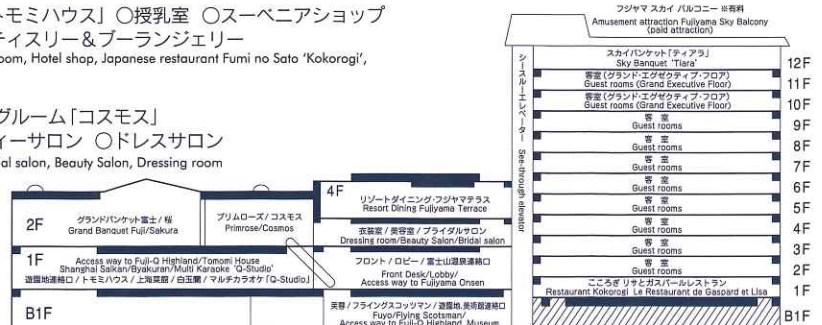 トモミハウス」 ○授乳室 ○スーベニアショップ
ティスリー＆ブーランジェリー
oom, Hotel shop, Japanese restaurant Fumi no Sato 'Kokorogi',
グルーム「コスモス」
ィーサロン ○ドレスサロン
al salon, Beauty Salon, Dressing room
フジヤマ スカイ バルコニー ※有料
Amusement attraction Fujiyama Sky Balcony
(paid attraction)
シースルーエレベーター See-through elevator
スカイバンケット「ティアラ」
Sky Banquet 'Tiara'
12F
客室(グランド・エグゼクティブ・フロア)
Guest rooms (Grand Executive Floor)
11F
客室(グランド・エグゼクティブ・フロア)
Guest rooms (Grand Executive Floor)
10F
客 室
Guest rooms
9F
客 室
Guest rooms
8F
客 室
Guest rooms
7F
客 室
Guest rooms
6F
客 室
Guest rooms
5F
客 室
Guest rooms
4F
客 室
Guest rooms
3F
客 室
Guest rooms
2F
こころぎ リサとガスパールレストラン
Restaurant Kokorogi Le Restaurant de Gaspard et Lisa
1F
B1F
4F
リゾートダイニング・フジヤマテラス
Resort Dining Fujiyama Terrace
2F
グランドバンケット富士 / 桜
Grand Banquet Fuji/Sakura
プリムローズ / コスモス
Primrose/Cosmos
衣装室 / 美容室 / ブライダルサロン
Dressing room/Beauty Salon/Bridal salon
1F
Access way to Fuji-Q Highland/Tomomi House
Shanghai Saikan/Byakuran/Multi Karaoke 'Q-Studio'
遊園地連絡口 / トモミハウス / 上海菜館 / 白玉蘭 / マルチカラオケ「Q-Studio」
フロント / ロビー / 富士山温泉連絡口
Front Desk/Lobby/
Access way to Fujiyama Onsen
B1F
芙蓉 / フライングスコッツマン / 遊園地、美術館連絡口
Fuyo/Flying Scotsman/
Access way to Fuji-Q Highland, Museum